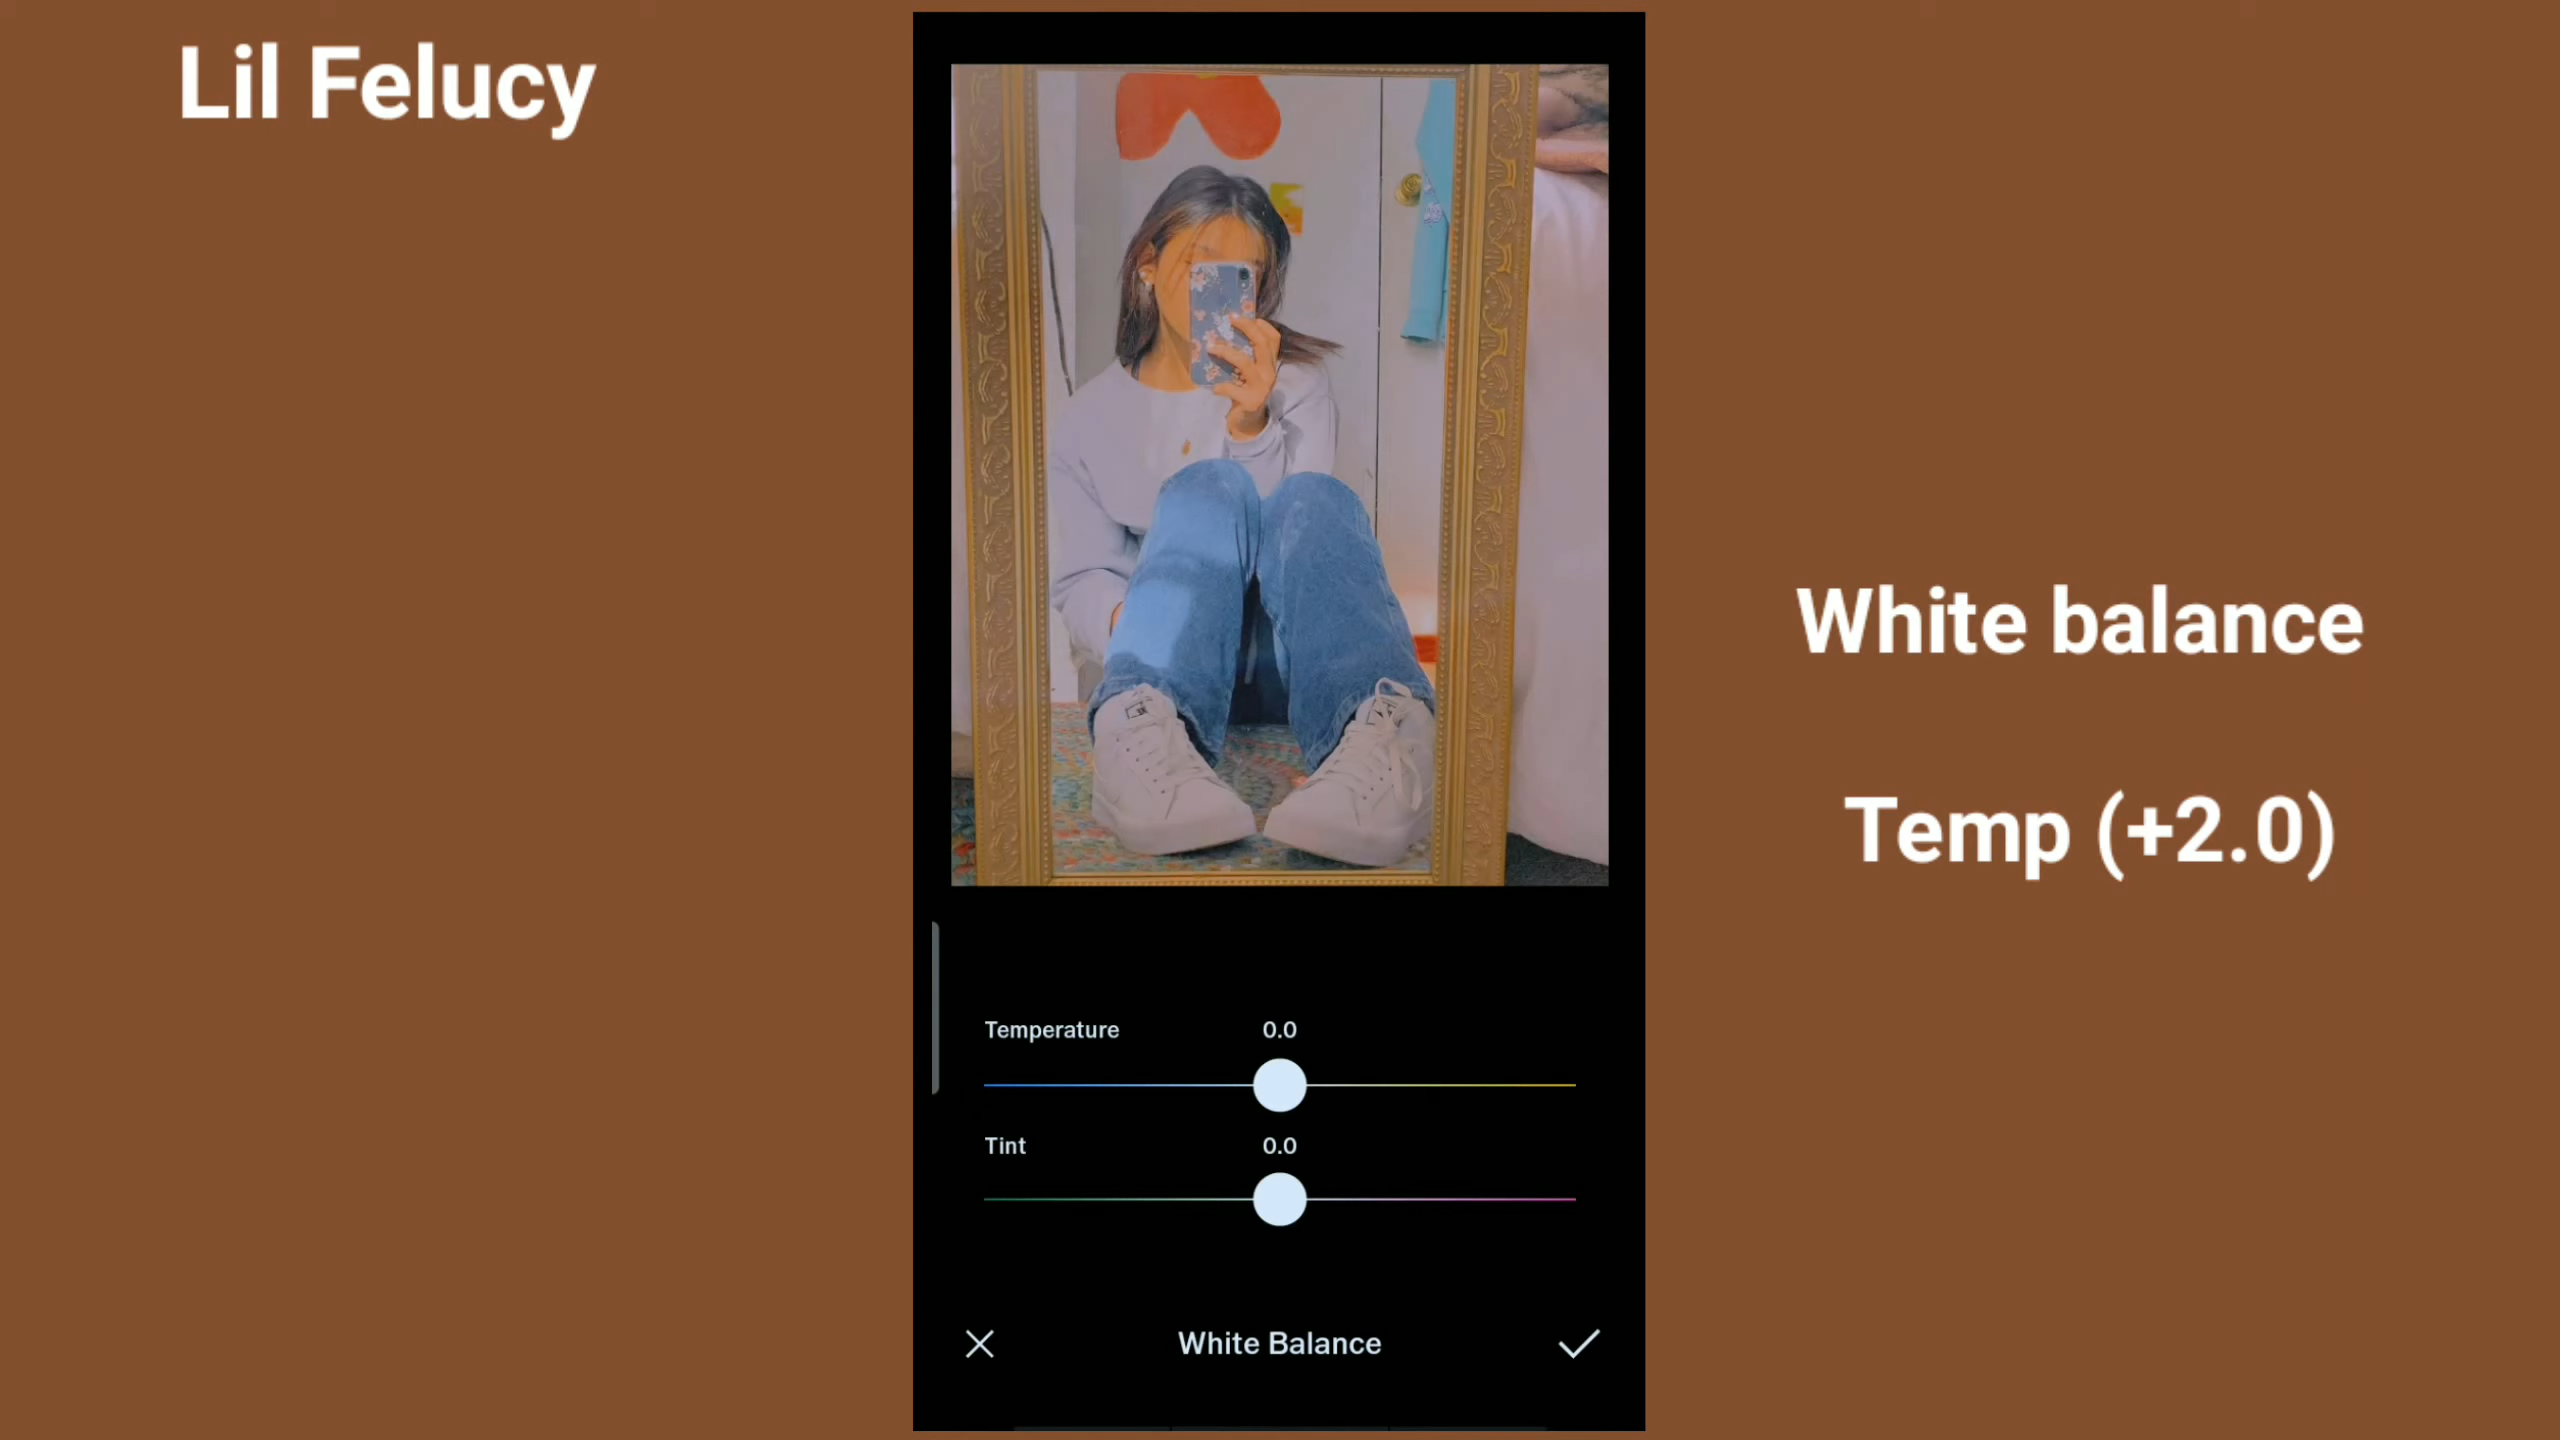 Lil Felucy
White balance
Temp (+2.0)
Temperature 0.0
Tint 0.0
White Balance